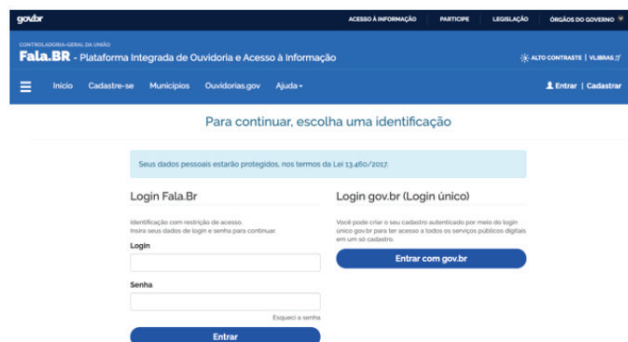 gov.br
ACESSO À INFORMAÇÃO PARTICIPE LEGISLAÇÃO ÓRGÃOS DO GOVERNO
CONTROLADORIA-GERAL DA UNIÃO
Fala.BR - Plataforma Integrada de Ouvidoria e Acesso à Informação
ALTO CONTRASTE | VLIBRAS
Início Cadastre-se Municípios Ouvidorias.gov Ajuda
Entrar | Cadastrar
Para continuar, escolha uma identificação
Seus dados pessoais estarão protegidos, nos termos da Lei 13.460/2017.
Login Fala.Br
Identificação com restrição de acesso.
Insira seus dados de login e senha para continuar.
Login
Senha
Esqueci a senha
Entrar
Login gov.br (Login único)
Você pode criar o seu cadastro autenticado por meio do login
único gov.br para ter acesso a todos os serviços públicos digitais
em um só cadastro.
Entrar com gov.br